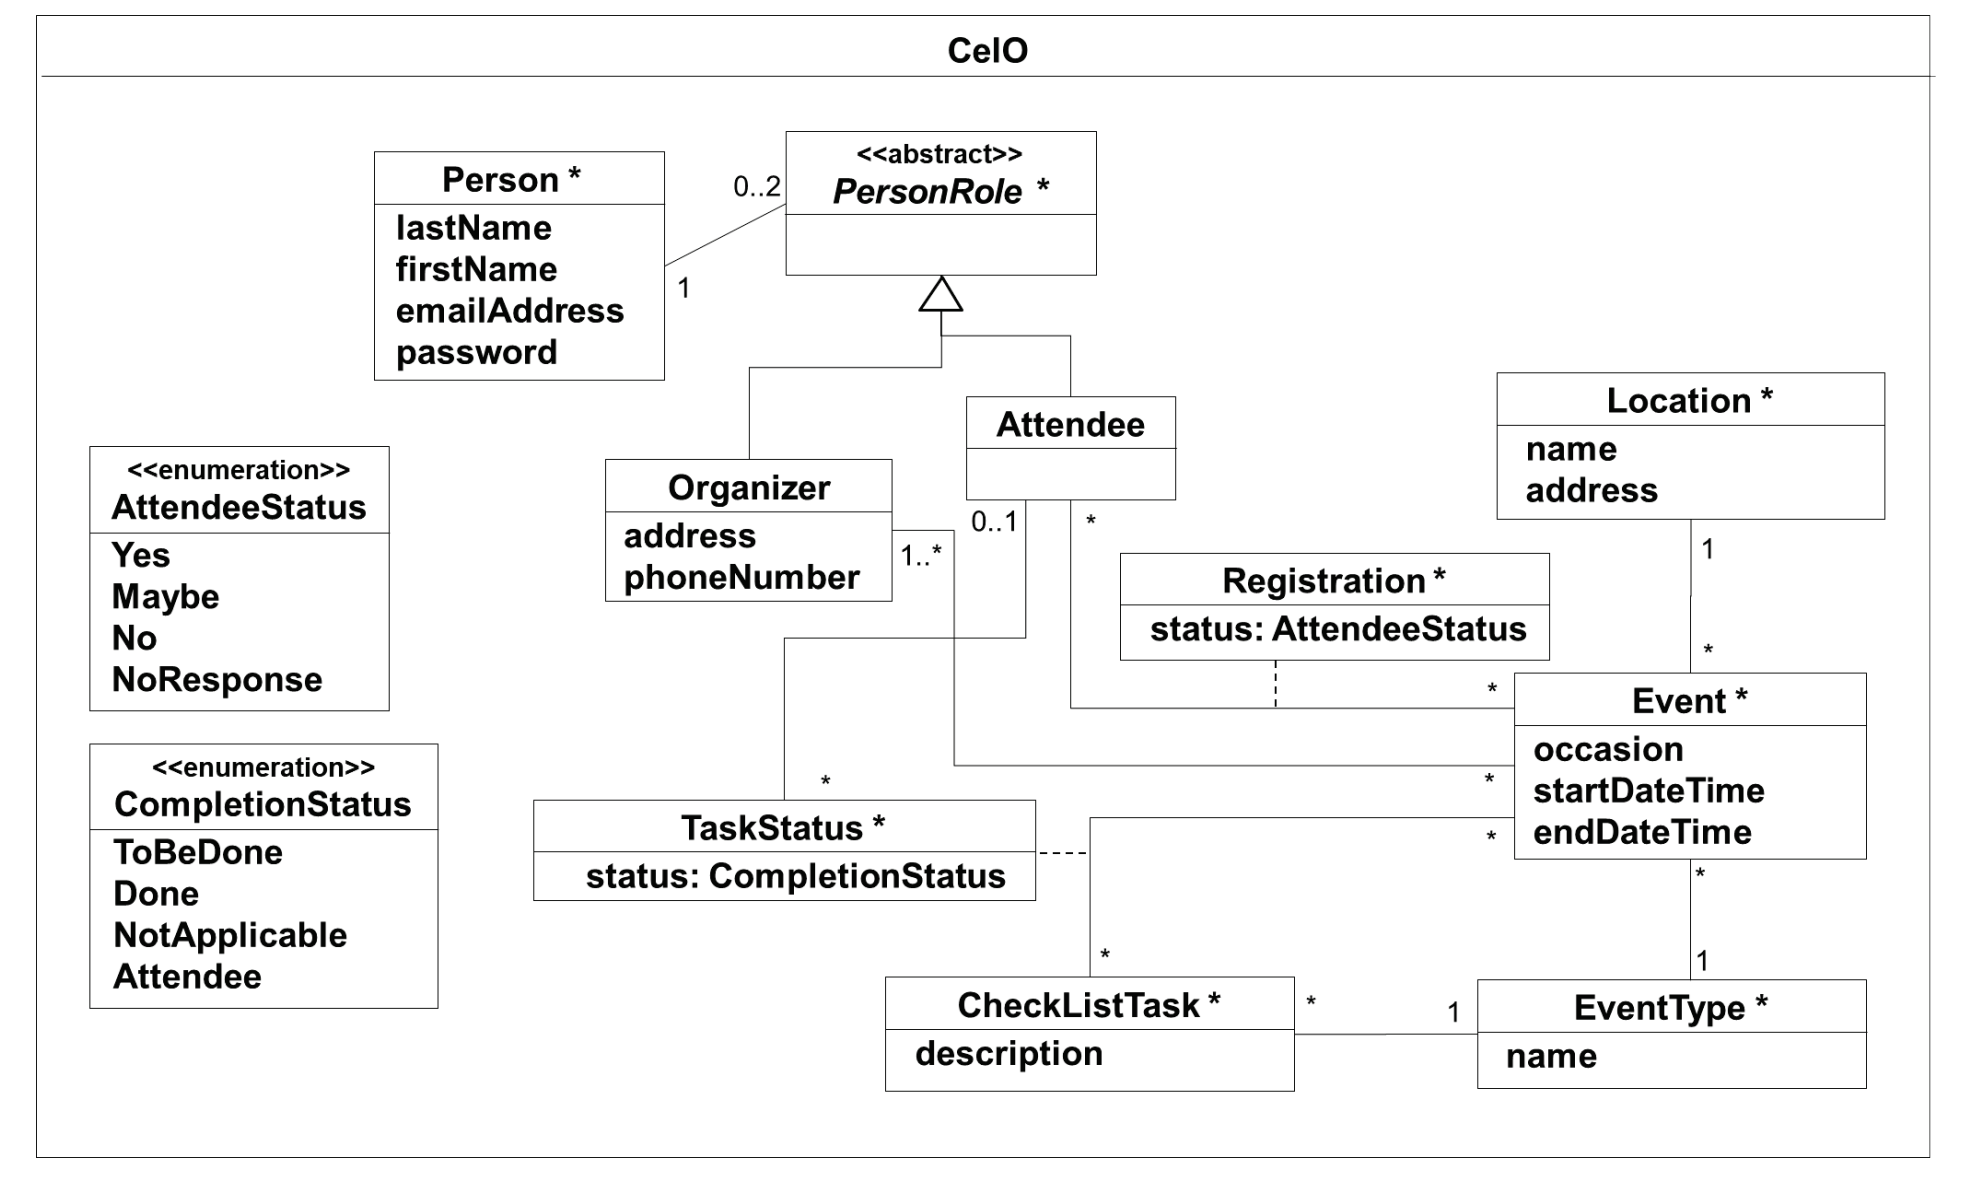 CelO
<<abstract>>
PersonRole *
Person *
lastName
firstName
emailAddress
password
0..2
1
Attendee
Location *
name
address
<<enumeration>>
AttendeeStatus
Yes
Maybe
No
NoResponse
Organizer
address
phoneNumber
1..*
0..1
*
1
Registration *
status: AttendeeStatus
*
*
Event *
occasion
startDateTime
endDateTime
<<enumeration>>
CompletionStatus
ToBeDone
Done
NotApplicable
Attendee
*
*
TaskStatus *
status: CompletionStatus
*
*
*
1
CheckListTask *
description
*
1
EventType *
name